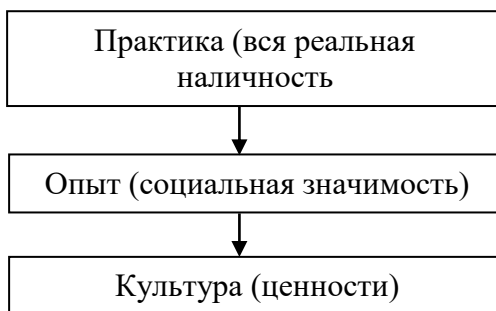 Практика (вся реальная
наличность
Опыт (социальная значимость)
Культура (ценности)